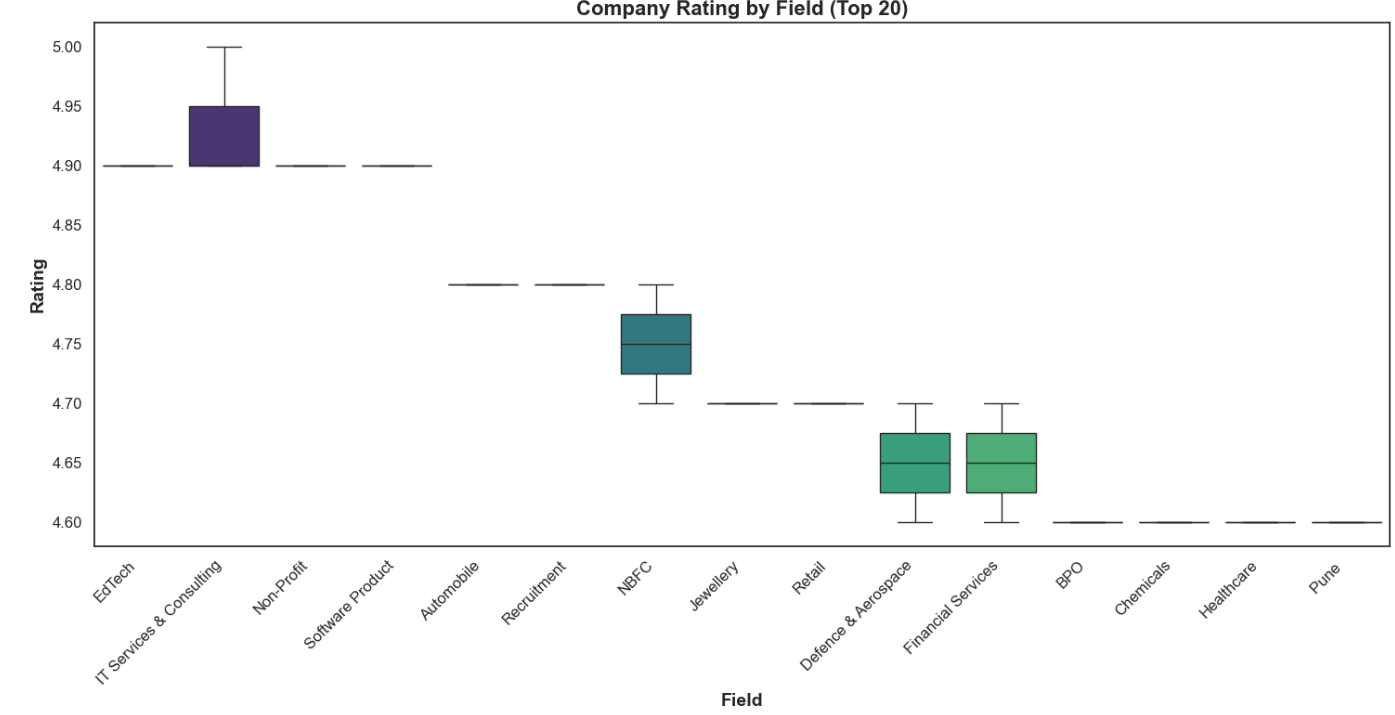 Company Rating by Field (Top 20)
Rating
5.00
4.95
4.90
4.85
4.80
4.75
4.70
4.65
4.60
EdTech
IT Services & Consulting
Non-Profit
Software Product
Automobile
Recruitment
NBFC
Jewellery
Retail
Defence & Aerospace
Financial Services
BPO
Chemicals
Healthcare
Pune
Field